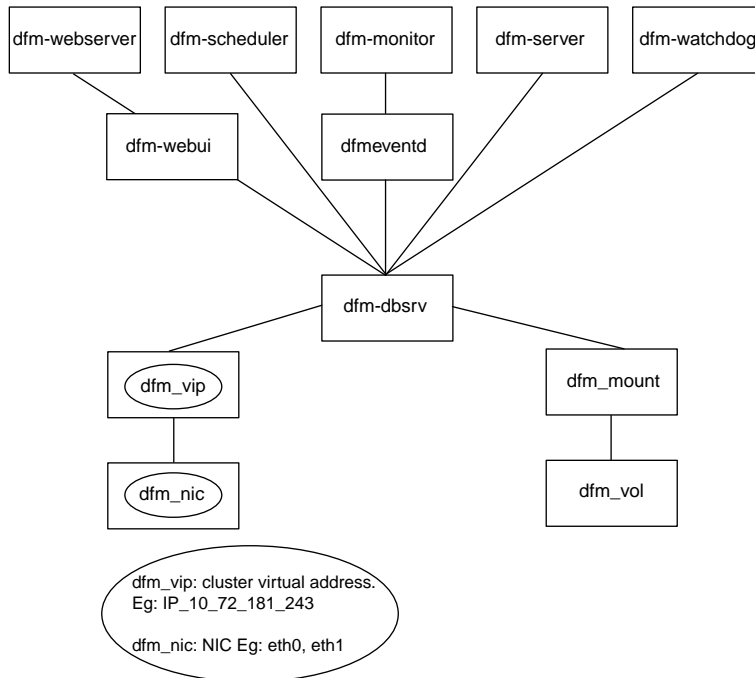 dfm-webserver
dfm-scheduler
dfm-monitor
dfm-server
dfm-watchdog
dfm-webui
dfmeventd
dfm-dbsrv
dfm_vip
dfm_mount
dfm_nic
dfm_vol
dfm_vip: cluster virtual address.
Eg: IP_10_72_181_243
dfm_nic: NIC Eg: eth0, eth1